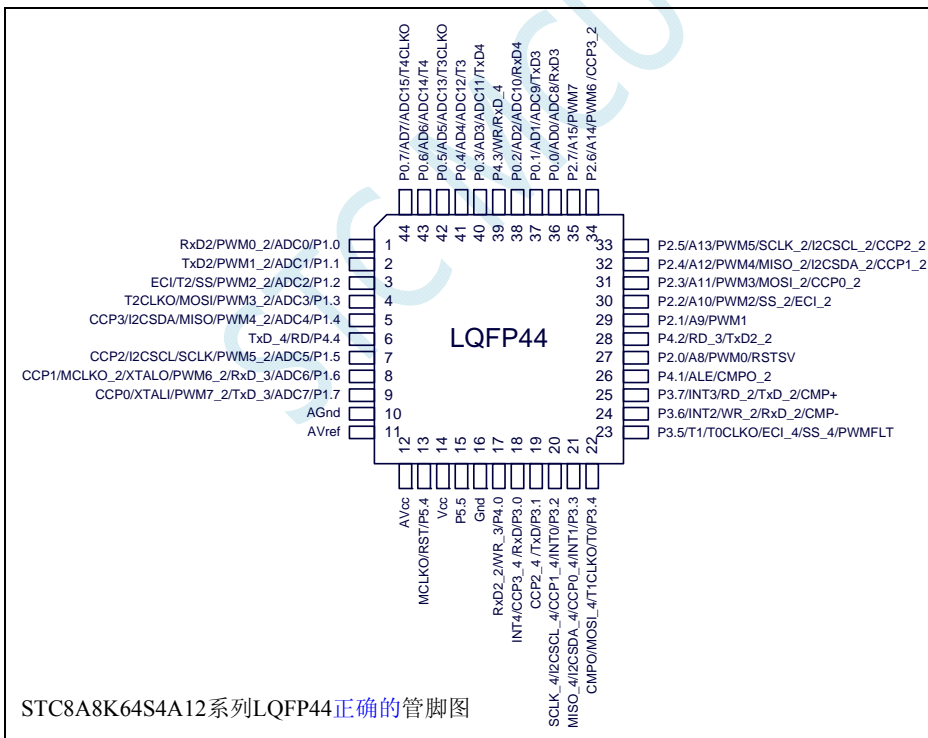 STCMCU
P0.7/AD7/ADC15/T4CLKO
P0.6/AD6/ADC14/T4
P0.5/AD5/ADC13/T3CLKO
P0.4/AD4/ADC12/T3
P0.3/AD3/ADC11/TxD4
P4.3/WR/RxD_4
P0.2/AD2/ADC10/RxD4
P0.1/AD1/ADC9/TxD3
P0.0/AD0/ADC8/RxD3
P2.7/A15/PWM7
P2.6/A14/PWM6 /CCP3_2
44 43 42 41 40 39 38 37 36 35 34
RxD2/PWM0_2/ADC0/P1.0 1
TxD2/PWM1_2/ADC1/P1.1 2
ECI/T2/SS/PWM2_2/ADC2/P1.2 3
T2CLKO/MOSI/PWM3_2/ADC3/P1.3 4
CCP3/I2CSDA/MISO/PWM4_2/ADC4/P1.4 5
TxD_4/RD/P4.4 6
CCP2/I2CSCL/SCLK/PWM5_2/ADC5/P1.5 7
CCP1/MCLKO_2/XTALO/PWM6_2/RxD_3/ADC6/P1.6 8
CCP0/XTALI/PWM7_2/TxD_3/ADC7/P1.7 9
AGnd 10
AVref 11
LQFP44
33 P2.5/A13/PWM5/SCLK_2/I2CSCL_2/CCP2_2
32 P2.4/A12/PWM4/MISO_2/I2CSDA_2/CCP1_2
31 P2.3/A11/PWM3/MOSI_2/CCP0_2
30 P2.2/A10/PWM2/SS_2/ECI_2
29 P2.1/A9/PWM1
28 P4.2/RD_3/TxD2_2
27 P2.0/A8/PWM0/RSTSV
26 P4.1/ALE/CMPO_2
25 P3.7/INT3/RD_2/TxD_2/CMP+
24 P3.6/INT2/WR_2/RxD_2/CMP-
23 P3.5/T1/T0CLKO/ECI_4/SS_4/PWMFLT
12 13 14 15 16 17 18 19 20 21 22
AVcc
MCLKO/RST/P5.4
Vcc
P5.5
Gnd
RxD2_2/WR_3/P4.0
INT4/CCP3_4 /RxD/P3.0
CCP2_4 /TxD/P3.1
SCLK_4/I2CSCL_4/CCP1_4/INT0/P3.2
MISO_4/I2CSDA_4/CCP0_4/INT1/P3.3
CMPO/MOSI_4/T1CLKO/T0/P3.4
STC8A8K64S4A12系列LQFP44正确的管脚图